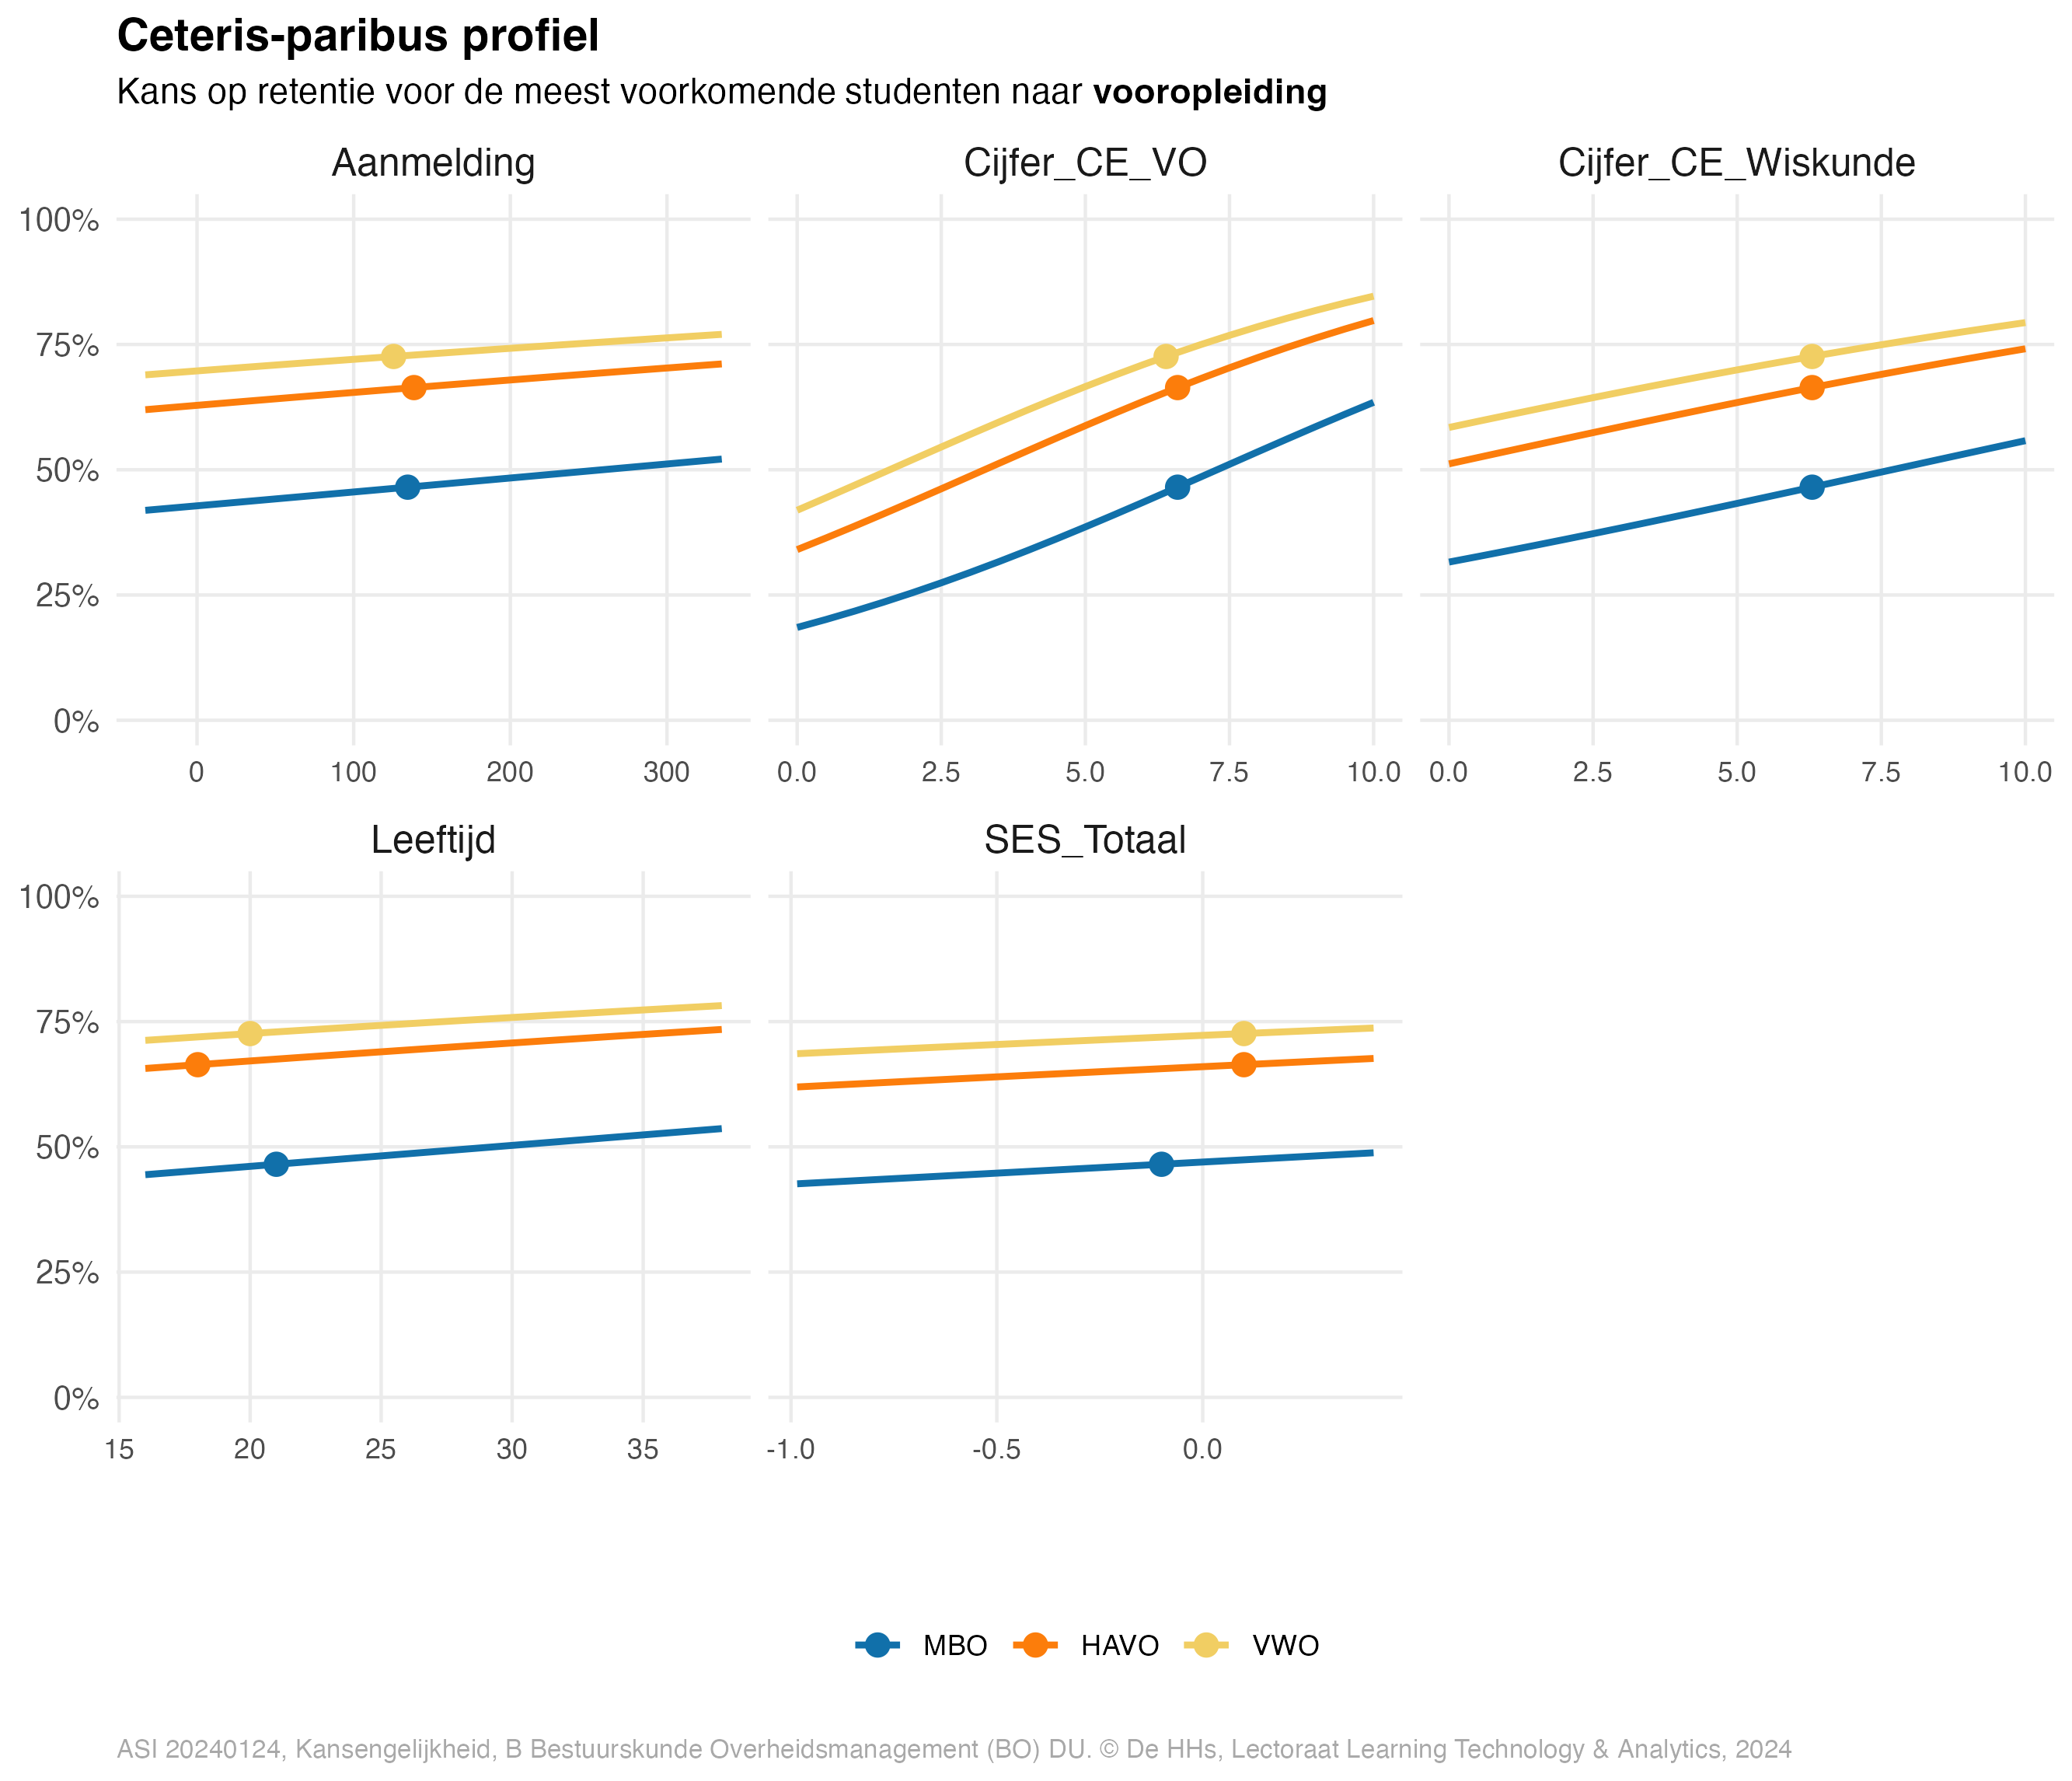 Ceteris-paribus profiel
Kans op retentie voor de meest voorkomende studenten naar vooropleiding
Aanmelding Cijfer_CE_VO Cijfer_CE_Wiskunde
100%
75%
50%
25%
0%
0 100 200 300 0.0 2.5 5.0 7.5 10.0 0.0 2.5 5.0 7.5 10.0
Leeftijd SES_Totaal
100%
75%
50%
25%
0%
15 20 25 30 35 -1.0 -0.5 0.0
MBO HAVO VWO
ASI 20240124, Kansengelijkheid, B Bestuurskunde Overheidsmanagement (BO) DU. © De HHs, Lectoraat Learning Technology & Analytics, 2024